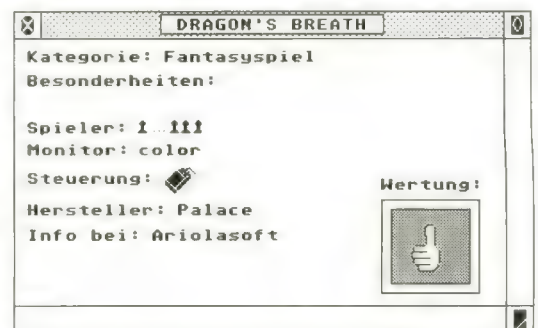 DRAGON'S BREATH
Kategorie: Fantasyspiel
Besonderheiten:
Spieler: 1...111
Monitor: color
Steuerung:
Wertung:
Hersteller: Palace
Info bei: Ariolasoft